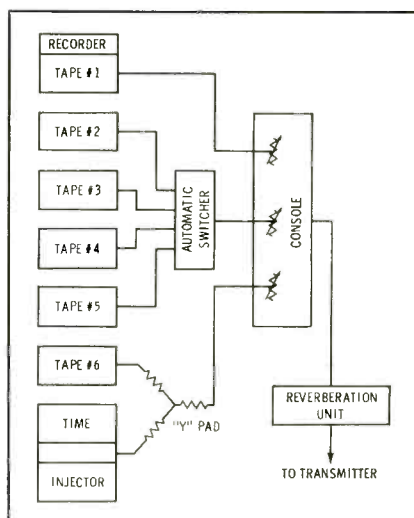 RECORDER
TAPE #1
TAPE #2
TAPE #3
TAPE #4
TAPE #5
TAPE #6
TIME
INJECTOR
AUTOMATIC
SWITCHER
"Y" PAD
CONSOLE
REVERBERATION
UNIT
TO TRANSMITTER